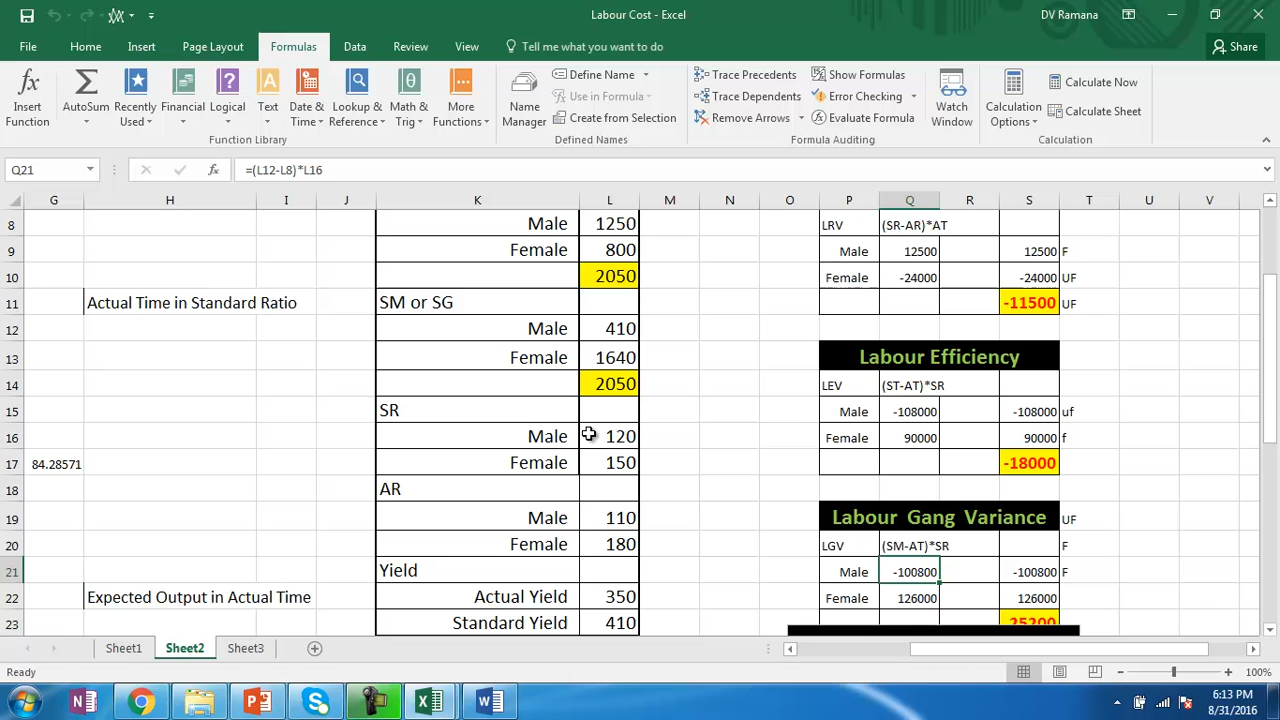 Labour Cost - Excel
DV Ramana
File Home Insert Page Layout Formulas Data Review View Tell me what you want to do Share
Insert Function
AutoSum
Recently Used
Financial
Logical
Text
Date & Time
Lookup & Reference
Math & Trig
More Functions
Function Library
Name Manager
Define Name
Use in Formula
Create from Selection
Defined Names
Trace Precedents
Trace Dependents
Remove Arrows
Show Formulas
Error Checking
Evaluate Formula
Formula Auditing
Watch Window
Calculation Options
Calculate Now
Calculate Sheet
Calculation
Q21 fx =(L12-L8)*L16
G H I J K L M N O P Q R S T U V
8 Male 1250 LRV (SR-AR)*AT
9 Female 800 Male 12500 12500 F
10 2050 Female -24000 -24000 UF
11 Actual Time in Standard Ratio SM or SG -11500 UF
12 Male 410
13 Female 1640 Labour Efficiency
14 2050 LEV (ST-AT)*SR
15 SR Male -108000 -108000 uf
16 Male 120 Female 90000 90000 f
17 84.28571 Female 150 -18000
18 AR
19 Male 110 Labour Gang Variance UF
20 Female 180 LGV (SM-AT)*SR F
21 Yield Male -100800 -100800 F
22 Expected Output in Actual Time Actual Yield 350 Female 126000 126000
23 Standard Yield 410 25200
Sheet1 Sheet2 Sheet3
Ready 100%
6:13 PM
8/31/2016